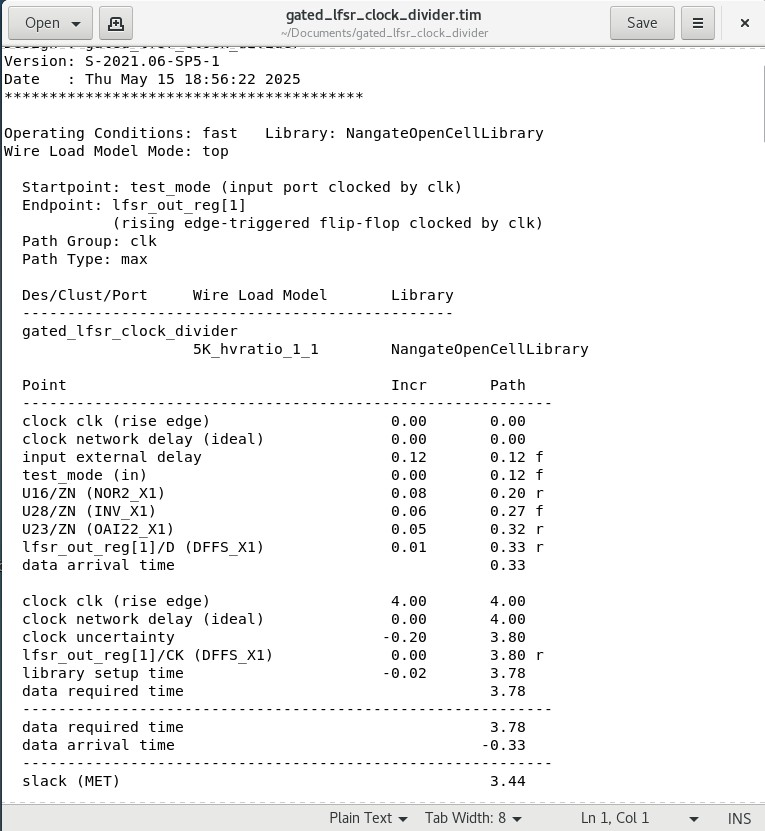 Open
gated_lfsr_clock_divider.tim
~/Documents/gated_lfsr_clock_divider
Save
Version: S-2021.06-SP5-1
Date   : Thu May 15 18:56:22 2025
****************************************
Operating Conditions: fast   Library: NangateOpenCellLibrary
Wire Load Model Mode: top
  Startpoint: test_mode (input port clocked by clk)
  Endpoint: lfsr_out_reg[1]
            (rising edge-triggered flip-flop clocked by clk)
  Path Group: clk
  Path Type: max
  Des/Clust/Port     Wire Load Model       Library
  ------------------------------------------------
  gated_lfsr_clock_divider
                     5K_hvratio_1_1        NangateOpenCellLibrary
  Point                                    Incr       Path
  -----------------------------------------------------------
  clock clk (rise edge)                    0.00       0.00
  clock network delay (ideal)              0.00       0.00
  input external delay                     0.12       0.12 f
  test_mode (in)                           0.00       0.12 f
  U16/ZN (NOR2_X1)                         0.08       0.20 r
  U28/ZN (INV_X1)                          0.06       0.27 f
  U23/ZN (OAI22_X1)                        0.05       0.32 r
  lfsr_out_reg[1]/D (DFFS_X1)              0.01       0.33 r
  data arrival time                                   0.33
  clock clk (rise edge)                    4.00       4.00
  clock network delay (ideal)              0.00       4.00
  clock uncertainty                       -0.20       3.80
  lfsr_out_reg[1]/CK (DFFS_X1)             0.00       3.80 r
  library setup time                      -0.02       3.78
  data required time                                  3.78
  -----------------------------------------------------------
  data required time                                  3.78
  data arrival time                                  -0.33
  -----------------------------------------------------------
  slack (MET)                                         3.44
Plain Text
Tab Width: 8
Ln 1, Col 1
INS